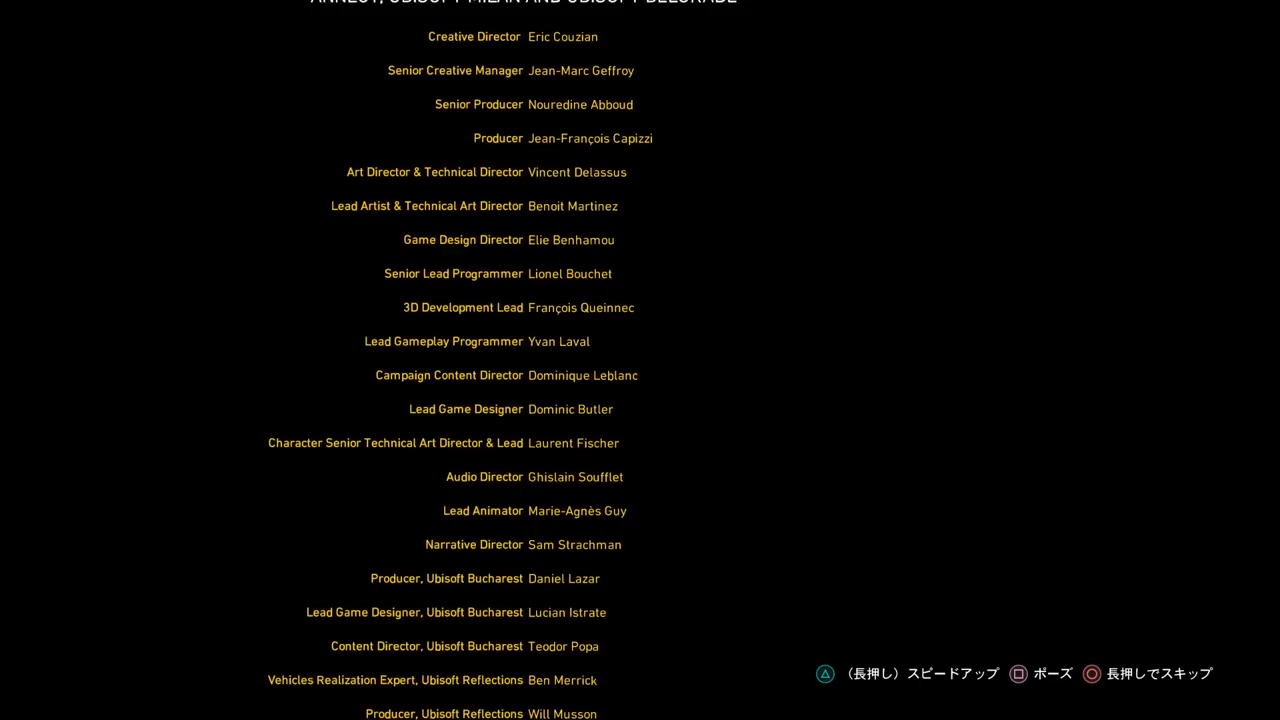 ANNECY, UBISOFT MILAN AND UBISOFT BELGRADE
Creative Director Eric Couzian
Senior Creative Manager Jean-Marc Geffroy
Senior Producer Nouredine Abboud
Producer Jean-François Capizzi
Art Director & Technical Director Vincent Delassus
Lead Artist & Technical Art Director Benoit Martinez
Game Design Director Elie Benhamou
Senior Lead Programmer Lionel Bouchet
3D Development Lead François Queinnec
Lead Gameplay Programmer Yvan Laval
Campaign Content Director Dominique Leblanc
Lead Game Designer Dominic Butler
Character Senior Technical Art Director & Lead Laurent Fischer
Audio Director Ghislain Soufflet
Lead Animator Marie-Agnès Guy
Narrative Director Sam Strachman
Producer, Ubisoft Bucharest Daniel Lazar
Lead Game Designer, Ubisoft Bucharest Lucian Istrate
Content Director, Ubisoft Bucharest Teodor Popa
Vehicles Realization Expert, Ubisoft Reflections Ben Merrick
Producer, Ubisoft Reflections Will Musson
（長押し）スピードアップ ポーズ 長押しでスキップ